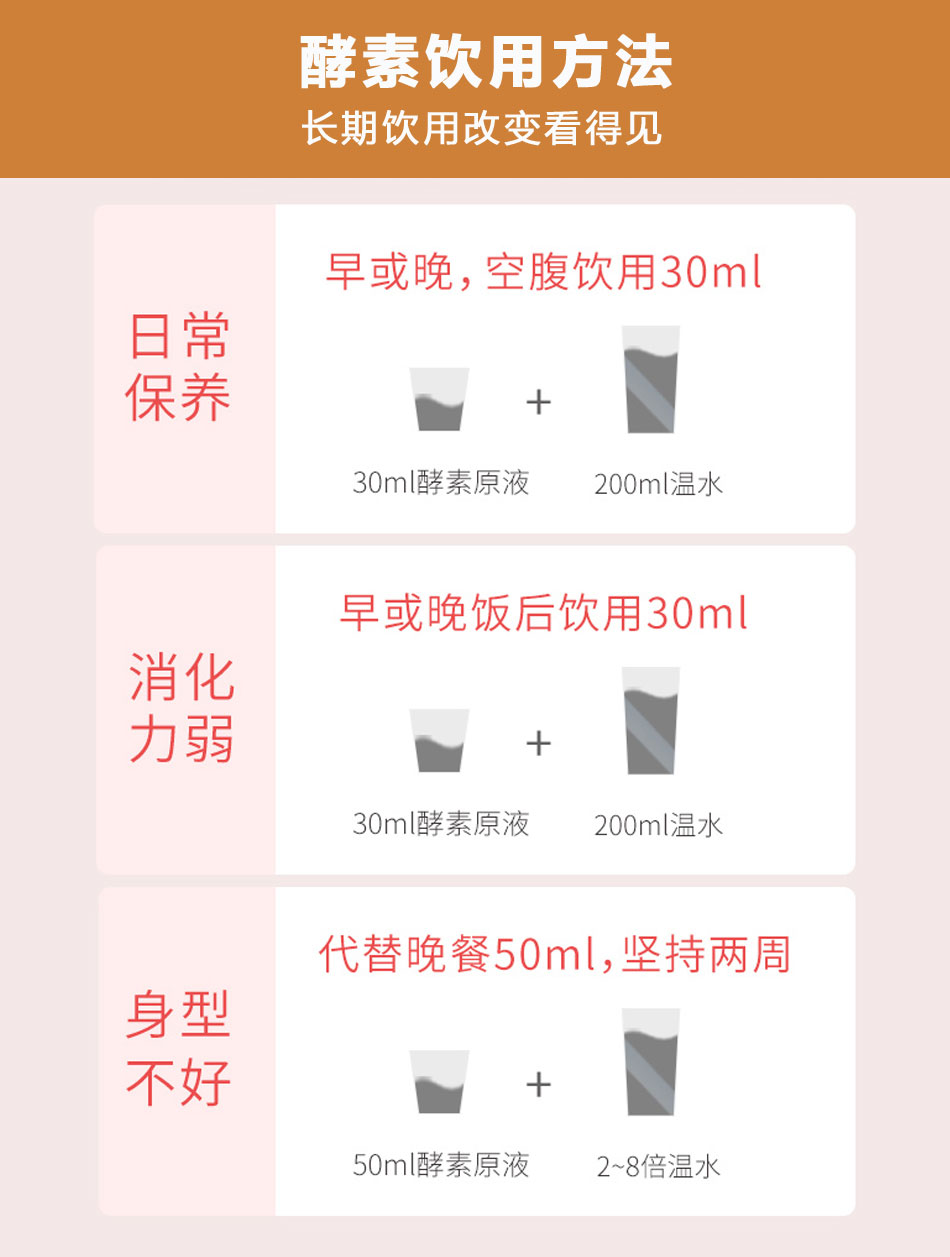 酵素饮用方法
长期饮用改变看得见
日常
保养
早或晚，空腹饮用30ml
+
30ml酵素原液
200ml温水
消化
力弱
早或晚饭后饮用30ml
+
30ml酵素原液
200ml温水
身型
不好
代替晚餐50ml，坚持两周
+
50ml酵素原液
2~8倍温水